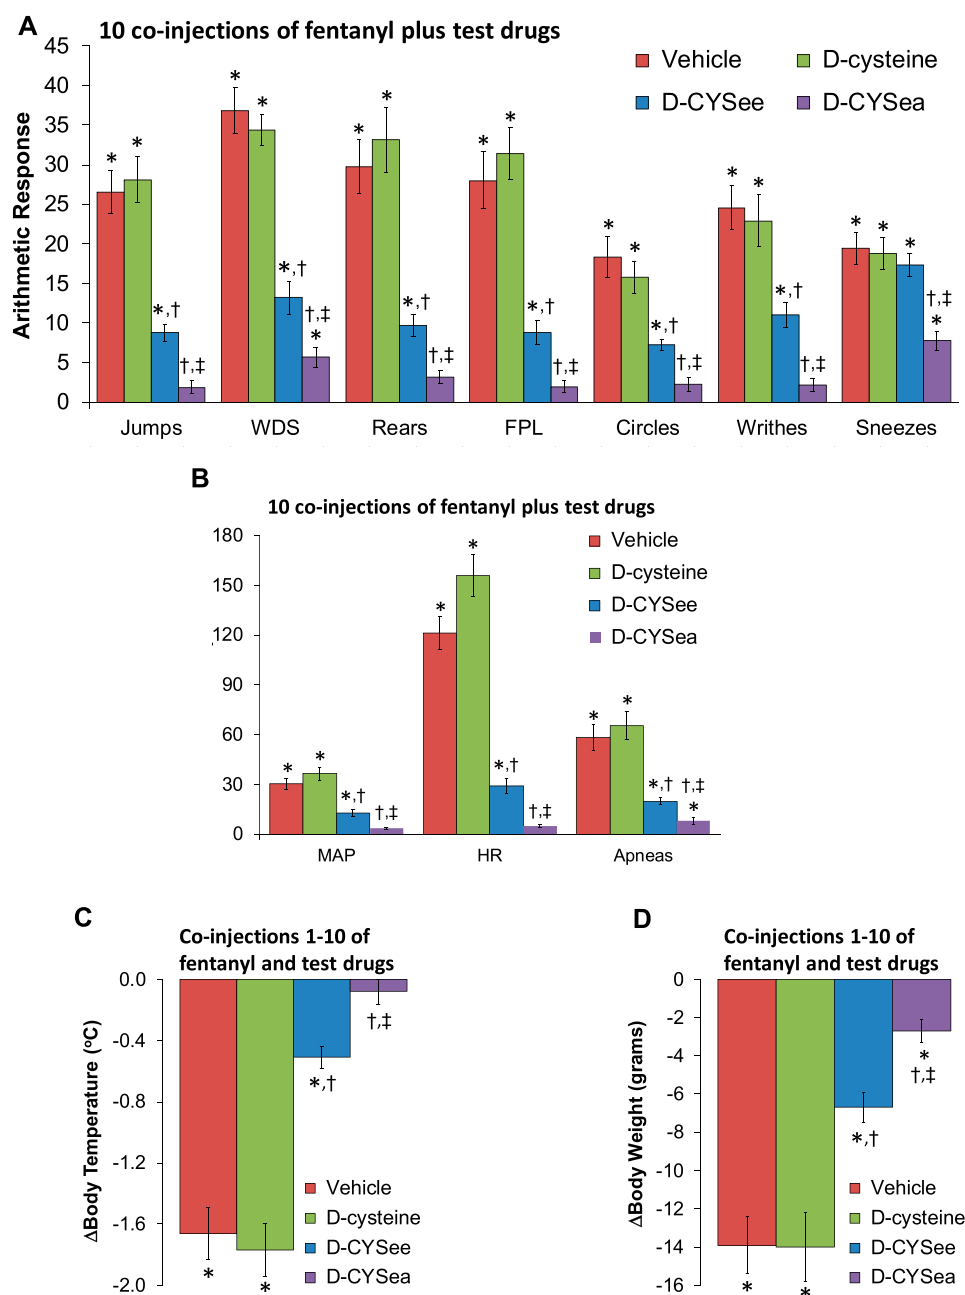 A
10 co-injections of fentanyl plus test drugs
Vehicle
D-cysteine
D-CYSee
D-CYSea
Arithmetic Response
45
40
35
30
25
20
15
10
5
0
* * *,† †,‡
* * *,† †,‡ *
* * *,† †,‡
* * *,† †,‡
* * *,† †,‡
* * *,† †,‡
* * * †,‡ *
Jumps WDS Rears FPL Circles Writhes Sneezes
B
10 co-injections of fentanyl plus test drugs
Vehicle
D-cysteine
D-CYSee
D-CYSea
180
150
120
90
60
30
0
* * *,† †,‡
* * *,† †,‡
* * *,† †,‡ *
MAP HR Apneas
C
Co-injections 1-10 of
fentanyl and test drugs
ΔBody Temperature (ºC)
0.0
-0.4
-0.8
-1.2
-1.6
-2.0
* * *,† †,‡
Vehicle
D-cysteine
D-CYSee
D-CYSea
D
Co-injections 1-10 of
fentanyl and test drugs
ΔBody Weight (grams)
0
-2
-4
-6
-8
-10
-12
-14
-16
* * *,† * †,‡
Vehicle
D-cysteine
D-CYSee
D-CYSea